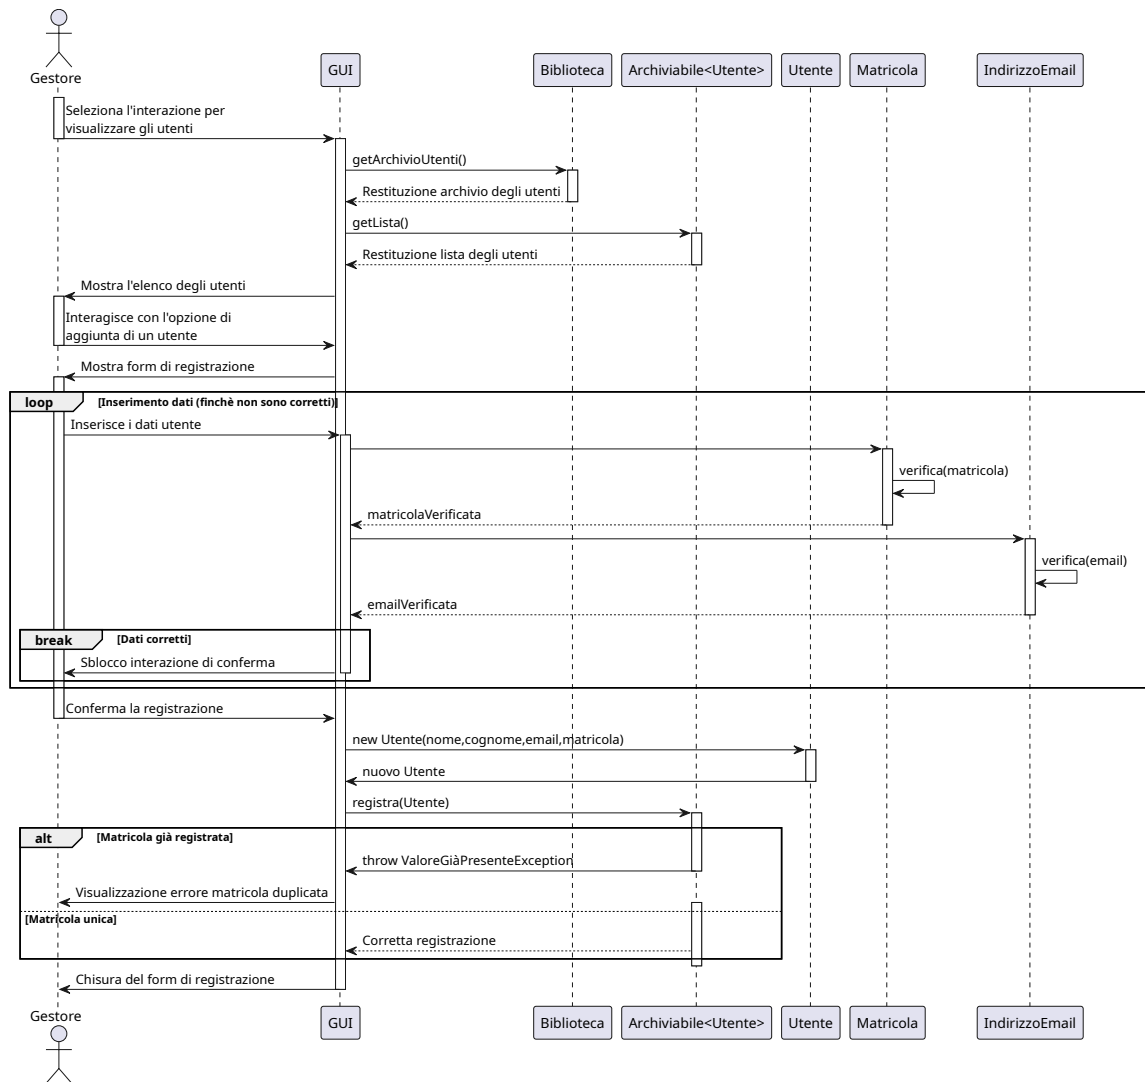 Gestore
GUI
Biblioteca
Archiviabile<Utente>
Utente
Matricola
IndirizzoEmail
Seleziona l'interazione per
visualizzare gli utenti
getArchivioUtenti()
Restituzione archivio degli utenti
getLista()
Restituzione lista degli utenti
Mostra l'elenco degli utenti
Interagisce con l'opzione di
aggiunta di un utente
Mostra form di registrazione
loop
[Inserimento dati (finchè non sono corretti)]
Inserisce i dati utente
verifica(matricola)
matricolaVerificata
verifica(email)
emailVerificata
break
[Dati corretti]
Sblocco interazione di conferma
Conferma la registrazione
new Utente(nome,cognome,email,matricola)
nuovo Utente
registra(Utente)
alt
[Matricola già registrata]
throw ValoreGiàPresenteException
Visualizzazione errore matricola duplicata
[Matricola unica]
Corretta registrazione
Chisura del form di registrazione
Gestore
GUI
Biblioteca
Archiviabile<Utente>
Utente
Matricola
IndirizzoEmail